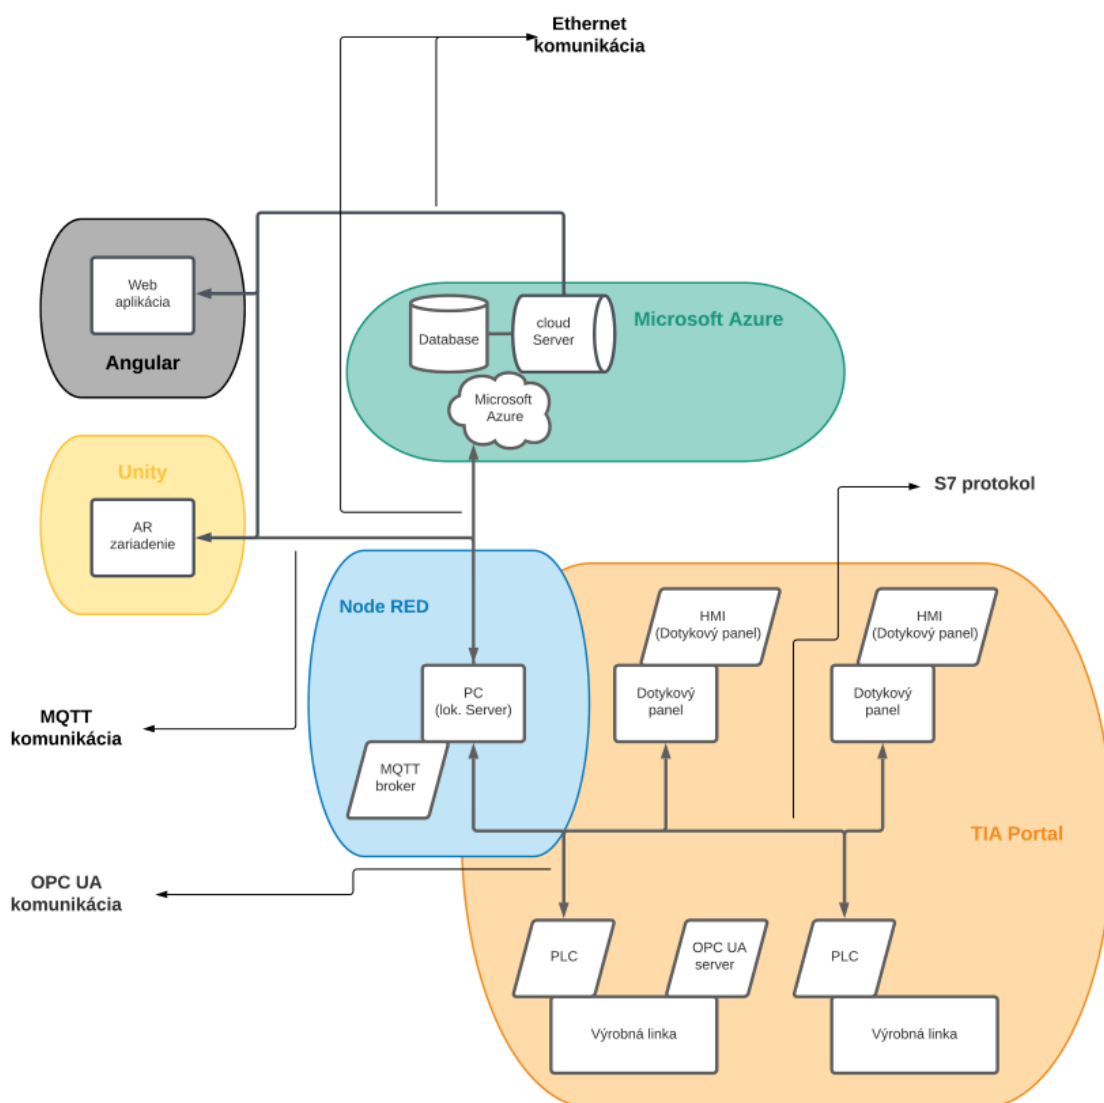 Ethernet
komunikácia
Web
aplikácia
Angular
Database
cloud
Server
Microsoft Azure
Microsoft
Azure
Unity
AR
zariadenie
S7 protokol
Node RED
HMI
(Dotykový panel)
HMI
(Dotykový panel)
PC
(lok. Server)
Dotykový
panel
Dotykový
panel
MQTT
komunikácia
MQTT
broker
TIA Portal
OPC UA
komunikácia
PLC
OPC UA
server
PLC
Výrobná linka
Výrobná linka